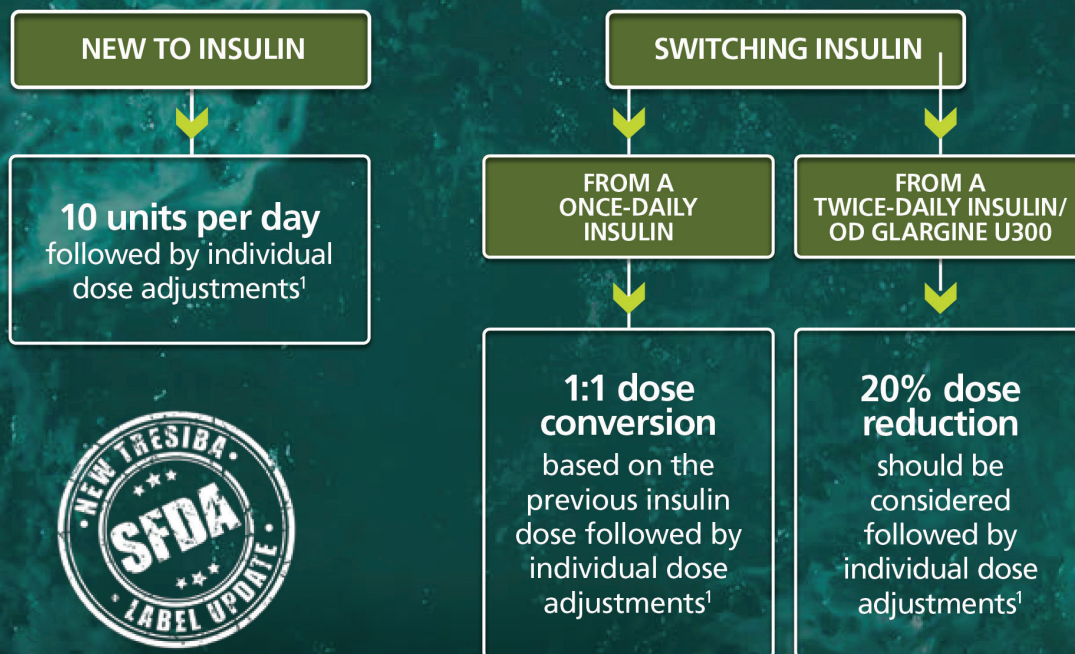 NEW TO INSULIN
10 units per day
followed by individual
dose adjustments¹
SWITCHING INSULIN
FROM A
ONCE-DAILY
INSULIN
1:1 dose
conversion
based on the
previous insulin
dose followed by
individual dose
adjustments¹
FROM A
TWICE-DAILY INSULIN/
OD GLARGINE U300
20% dose
reduction
should be
considered
followed by
individual dose
adjustments¹
NEW TRESIBA
SFDA
LABEL UPDATE